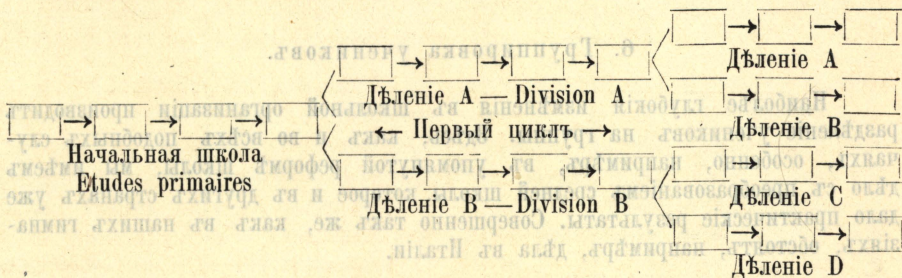 Дѣленіе А
Дѣленіе А — Division A
Дѣленіе В
← Первый циклъ →
Начальная школа
Etudes primaires
Дѣленіе С
Дѣленіе В — Division B
Дѣленіе D